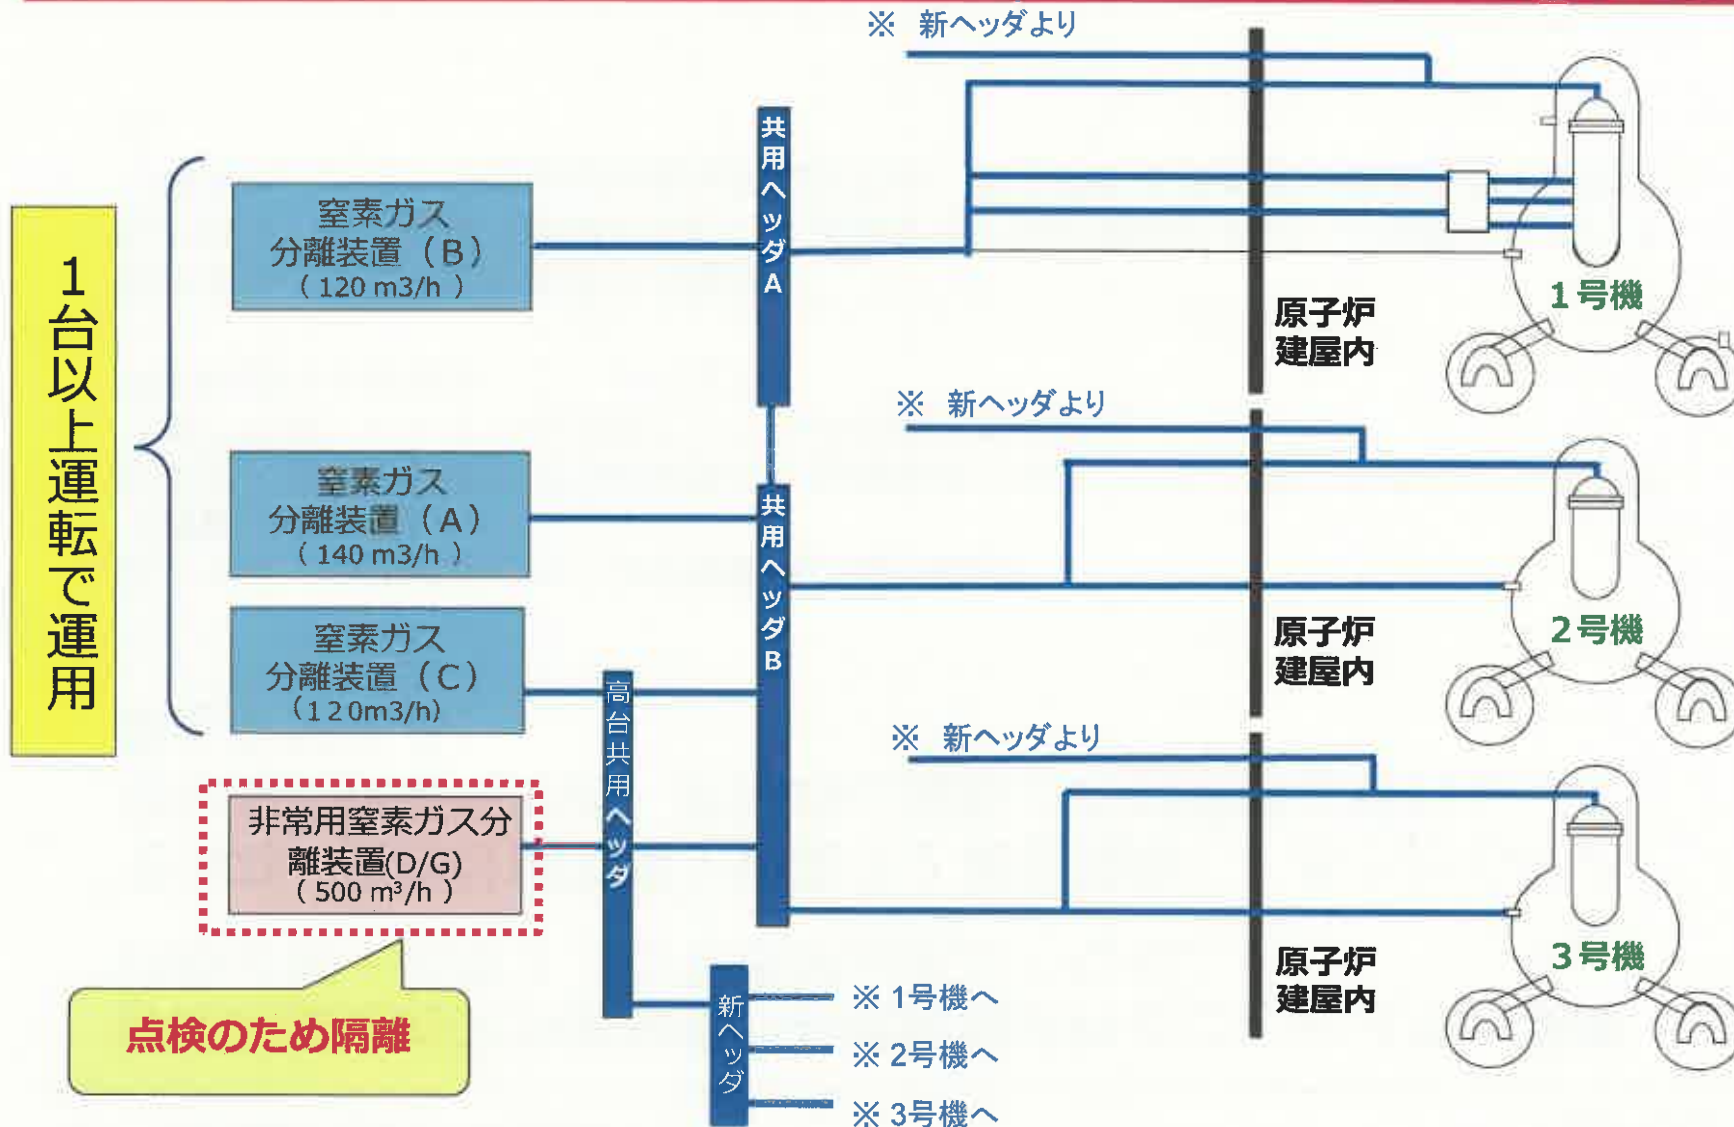 ※ 新ヘッダより
1台以上運転で運用
窒素ガス
分離装置（B）
（ 120 m3/h ）
共用ヘッダA
原子炉
建屋内
1号機
※ 新ヘッダより
窒素ガス
分離装置（A）
（ 140 m3/h ）
共用ヘッダB
原子炉
建屋内
2号機
窒素ガス
分離装置（C）
（１２０m3/h)
高台共用ヘッダ
※ 新ヘッダより
非常用窒素ガス分
離装置(D/G)
（ 500 m³/h ）
原子炉
建屋内
3号機
点検のため隔離
新ヘッダ
※ 1号機へ
※ 2号機へ
※ 3号機へ